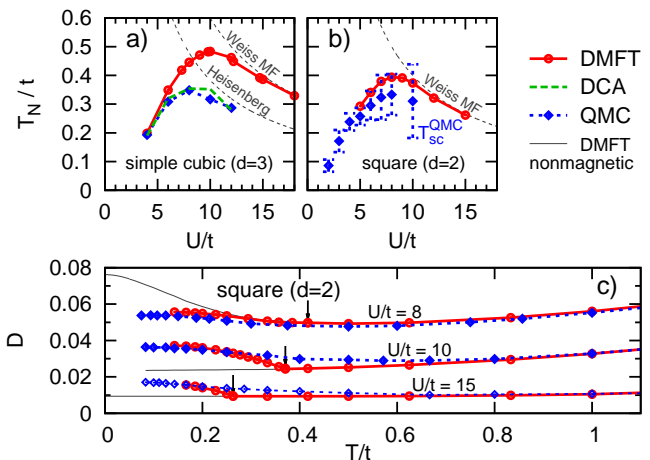 0.6
0.5
0.4
0.3
0.2
0.1
0
T_N / t
a)
Weiss MF
Heisenberg
simple cubic (d=3)
0 5 10 15
U/t
b)
Weiss MF
T_sc^QMC
square (d=2)
0 5 10 15
U/t
DMFT
DCA
QMC
DMFT
nonmagnetic
0.08
0.06
0.04
0.02
0
D
c)
square (d=2)
U/t = 8
U/t = 10
U/t = 15
0 0.2 0.4 0.6 0.8 1
T/t